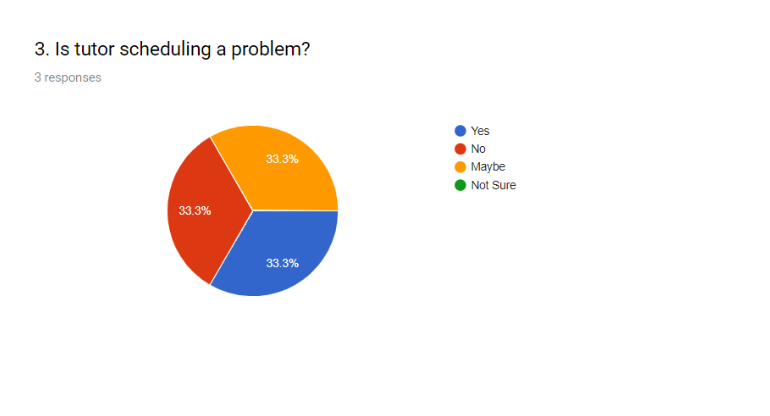 3. Is tutor scheduling a problem?
3 responses
33.3%
33.3%
33.3%
Yes
No
Maybe
Not Sure